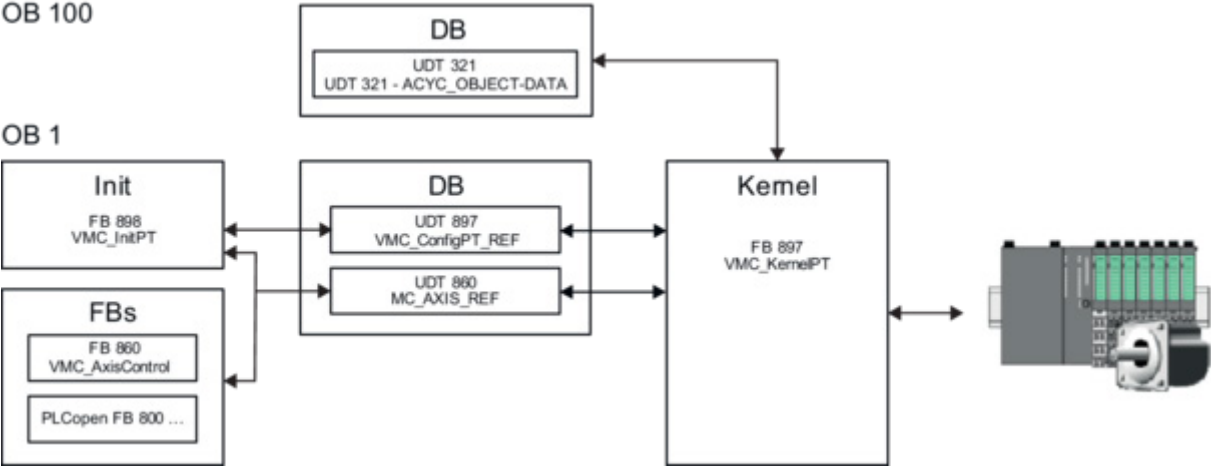 OB 100
DB
UDT 321
UDT 321 - ACYC_OBJECT-DATA
OB 1
Init
FB 898
VMC_InitPT
DB
UDT 897
VMC_ConfigPT_REF
UDT 860
MC_AXIS_REF
Kernel
FB 897
VMC_KernelPT
FBs
FB 860
VMC_AxisControl
PLCopen FB 800 ...